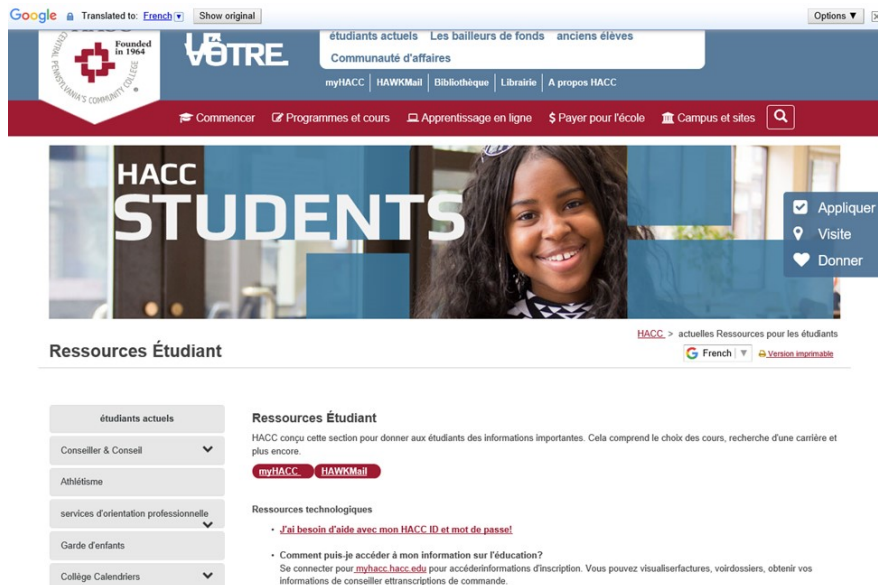 Google Translated to: French Show original Options ▼
Founded
in 1964
CENTRAL PENNSYLVANIA'S COMMUNITY COLLEGE
VÔTRE.
étudiants actuels Les bailleurs de fonds anciens élèves
Communauté d'affaires
myHACC HAWKMail Bibliothèque Librairie A propos HACC
Commencer Programmes et cours Apprentissage en ligne $ Payer pour l'école Campus et sites
HACC
STUDENTS
Appliquer
Visite
Donner
HACC > actuelles Ressources pour les étudiants
Ressources Étudiant
G French ▼ Version imprimable
étudiants actuels
Conseiller & Conseil
Athlétisme
services d'orientation professionnelle
Garde d'enfants
Collège Calendriers
Ressources Étudiant
HACC conçu cette section pour donner aux étudiants des informations importantes. Cela comprend le choix des cours, recherche d'une carrière et
plus encore.
myHACC HAWKMail
Ressources technologiques
• J'ai besoin d'aide avec mon HACC ID et mot de passe!
• Comment puis-je accéder à mon information sur l'éducation?
Se connecter pour myhacc.hacc.edu pour accéderinformations d'inscription. Vous pouvez visualiserfactures, voirdossiers, obtenir vos
informations de conseiller ettranscriptions de commande.